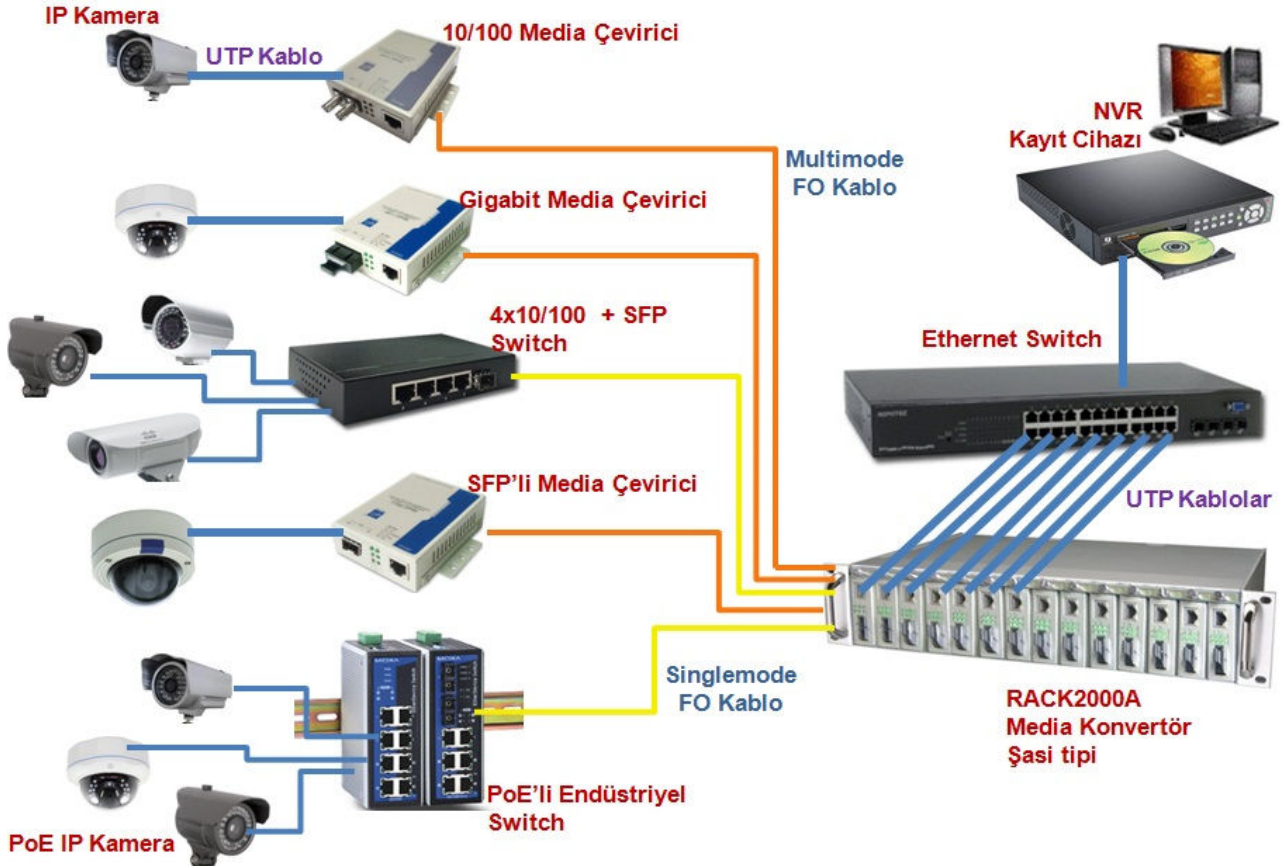 IP Kamera
UTP Kablo
10/100 Media Çevirici
NVR
Kayıt Cihazı
Multimode
FO Kablo
Gigabit Media Çevirici
4x10/100 + SFP
Switch
Ethernet Switch
SFP'li Media Çevirici
UTP Kablolar
Singlemode
FO Kablo
RACK2000A
Media Konvertör
Şasi tipi
PoE'li Endüstriyel
Switch
PoE IP Kamera
MOXA